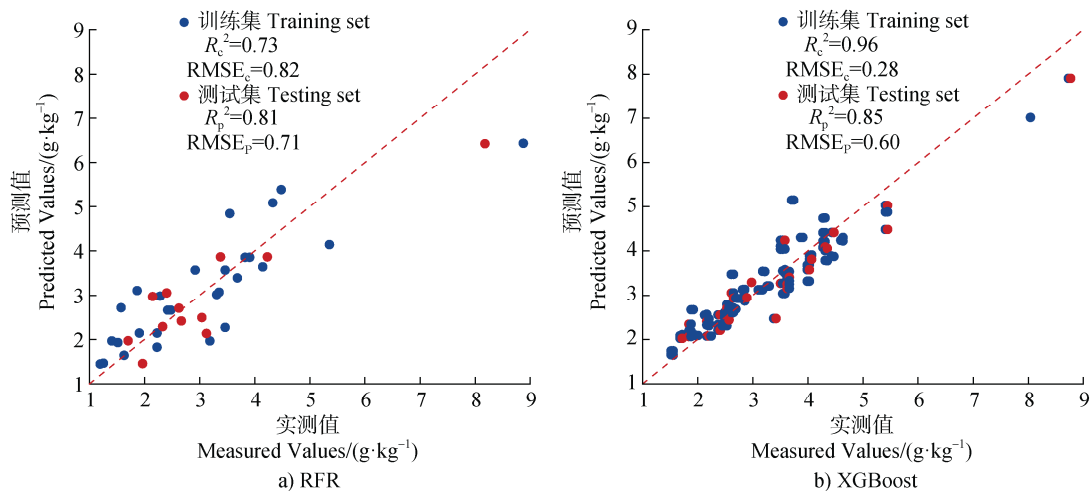 训练集 Training set
Rc²=0.73
RMSEc=0.82
测试集 Testing set
Rp²=0.81
RMSEP=0.71
9
8
7
6
5
4
3
2
1
预测值
Predicted Values/(g·kg⁻¹)
1 2 3 4 5 6 7 8 9
实测值
Measured Values/(g·kg⁻¹)
a) RFR
训练集 Training set
Rc²=0.96
RMSEc=0.28
测试集 Testing set
Rp²=0.85
RMSEP=0.60
9
8
7
6
5
4
3
2
1
预测值
Predicted Values/(g·kg⁻¹)
1 2 3 4 5 6 7 8 9
实测值
Measured Values/(g·kg⁻¹)
b) XGBoost